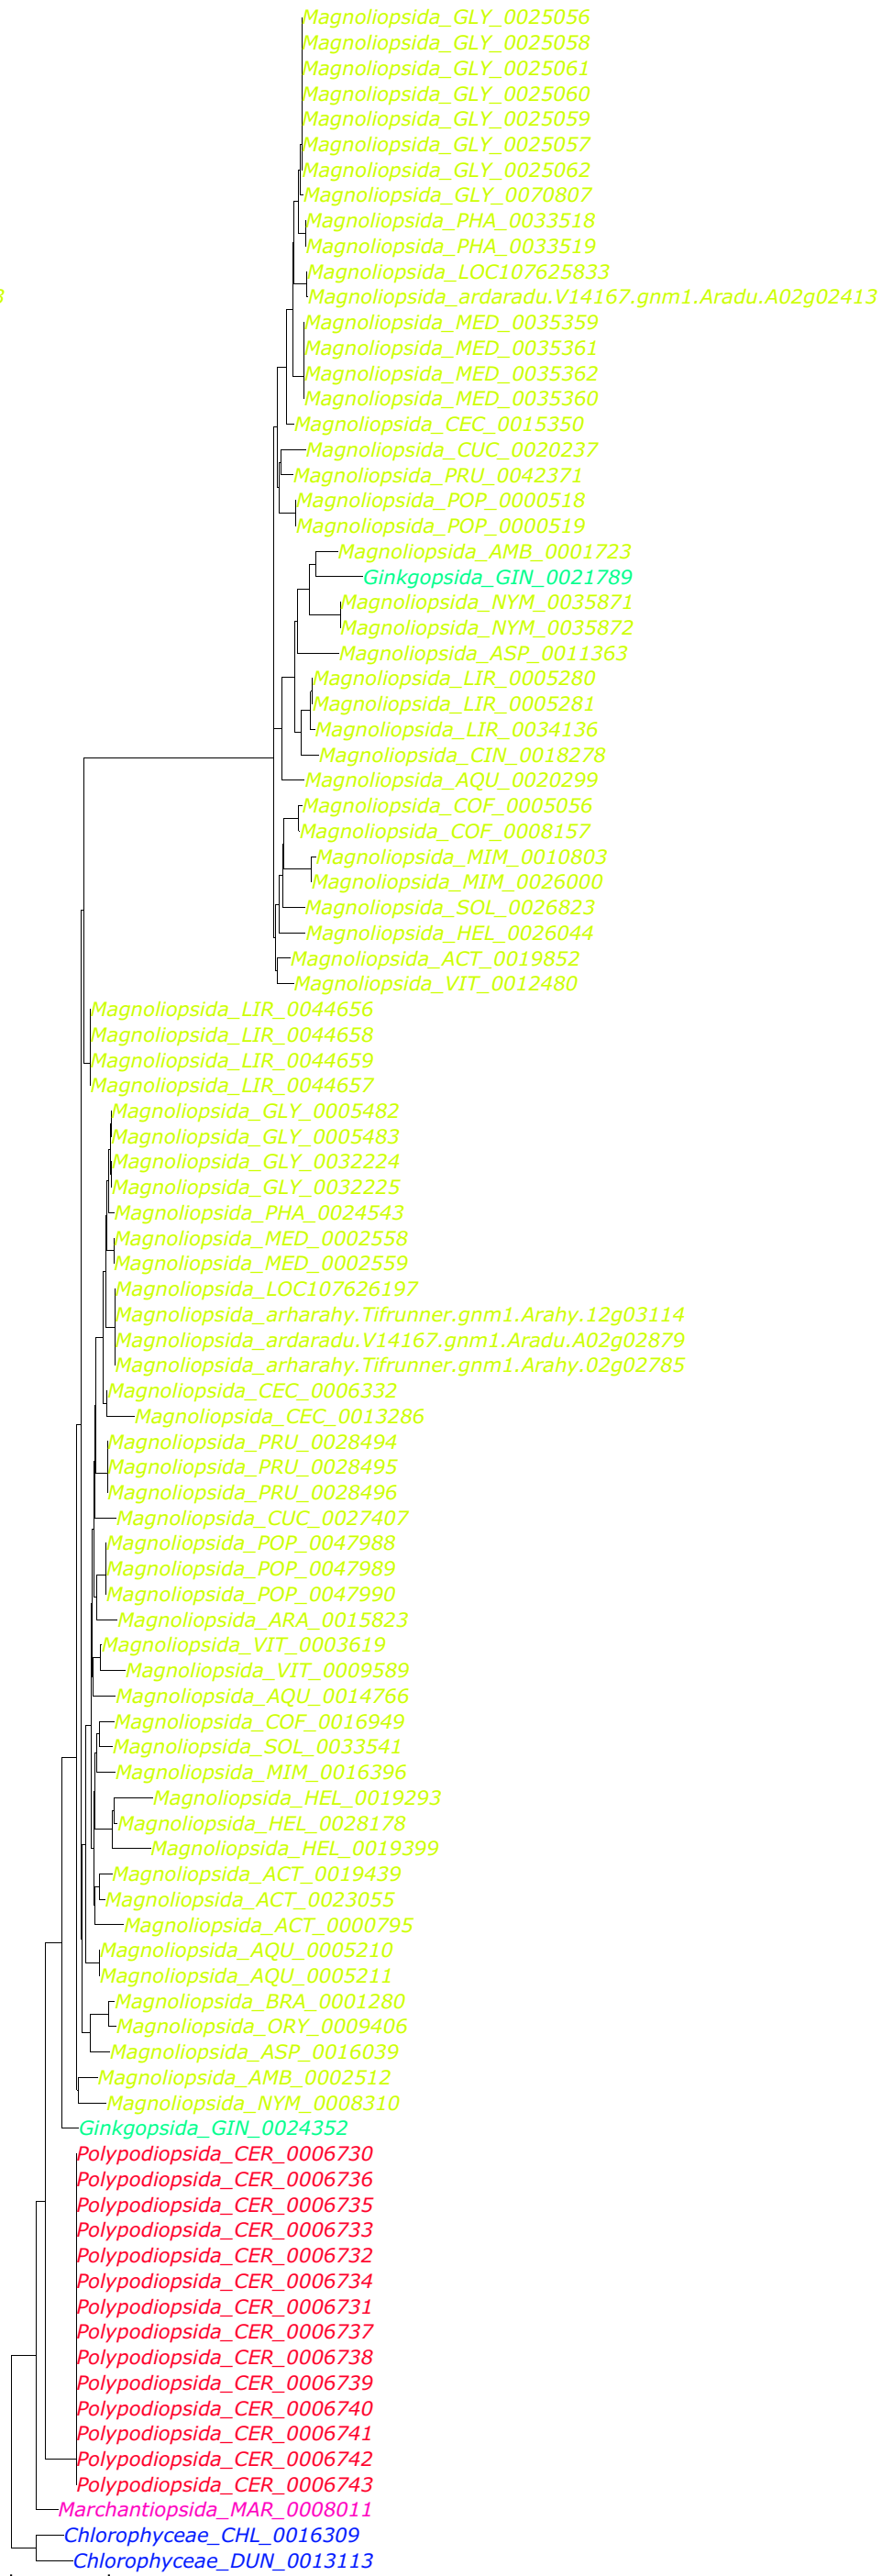 Magnoliopsida_GLY_0025056
Magnoliopsida_GLY_0025058
Magnoliopsida_GLY_0025061
Magnoliopsida_GLY_0025060
Magnoliopsida_GLY_0025059
Magnoliopsida_GLY_0025057
Magnoliopsida_GLY_0025062
Magnoliopsida_GLY_0070807
Magnoliopsida_PHA_0033518
Magnoliopsida_PHA_0033519
Magnoliopsida_LOC107625833
Magnoliopsida_ardaradu.V14167.gnm1.Aradu.A02g02413
Magnoliopsida_MED_0035359
Magnoliopsida_MED_0035361
Magnoliopsida_MED_0035362
Magnoliopsida_MED_0035360
Magnoliopsida_CEC_0015350
Magnoliopsida_CUC_0020237
Magnoliopsida_PRU_0042371
Magnoliopsida_POP_0000518
Magnoliopsida_POP_0000519
Magnoliopsida_AMB_0001723
Ginkgopsida_GIN_0021789
Magnoliopsida_NYM_0035871
Magnoliopsida_NYM_0035872
Magnoliopsida_ASP_0011363
Magnoliopsida_LIR_0005280
Magnoliopsida_LIR_0005281
Magnoliopsida_LIR_0034136
Magnoliopsida_CIN_0018278
Magnoliopsida_AQU_0020299
Magnoliopsida_COF_0005056
Magnoliopsida_COF_0008157
Magnoliopsida_MIM_0010803
Magnoliopsida_MIM_0026000
Magnoliopsida_SOL_0026823
Magnoliopsida_HEL_0026044
Magnoliopsida_ACT_0019852
Magnoliopsida_VIT_0012480
Magnoliopsida_LIR_0044656
Magnoliopsida_LIR_0044658
Magnoliopsida_LIR_0044659
Magnoliopsida_LIR_0044657
Magnoliopsida_GLY_0005482
Magnoliopsida_GLY_0005483
Magnoliopsida_GLY_0032224
Magnoliopsida_GLY_0032225
Magnoliopsida_PHA_0024543
Magnoliopsida_MED_0002558
Magnoliopsida_MED_0002559
Magnoliopsida_LOC107626197
Magnoliopsida_arharahy.Tifrunner.gnm1.Arahy.12g03114
Magnoliopsida_ardaradu.V14167.gnm1.Aradu.A02g02879
Magnoliopsida_arharahy.Tifrunner.gnm1.Arahy.02g02785
Magnoliopsida_CEC_0006332
Magnoliopsida_CEC_0013286
Magnoliopsida_PRU_0028494
Magnoliopsida_PRU_0028495
Magnoliopsida_PRU_0028496
Magnoliopsida_CUC_0027407
Magnoliopsida_POP_0047988
Magnoliopsida_POP_0047989
Magnoliopsida_POP_0047990
Magnoliopsida_ARA_0015823
Magnoliopsida_VIT_0003619
Magnoliopsida_VIT_0009589
Magnoliopsida_AQU_0014766
Magnoliopsida_COF_0016949
Magnoliopsida_SOL_0033541
Magnoliopsida_MIM_0016396
Magnoliopsida_HEL_0019293
Magnoliopsida_HEL_0028178
Magnoliopsida_HEL_0019399
Magnoliopsida_ACT_0019439
Magnoliopsida_ACT_0023055
Magnoliopsida_ACT_0000795
Magnoliopsida_AQU_0005210
Magnoliopsida_AQU_0005211
Magnoliopsida_BRA_0001280
Magnoliopsida_ORY_0009406
Magnoliopsida_ASP_0016039
Magnoliopsida_AMB_0002512
Magnoliopsida_NYM_0008310
Ginkgopsida_GIN_0024352
Polypodiopsida_CER_0006730
Polypodiopsida_CER_0006736
Polypodiopsida_CER_0006735
Polypodiopsida_CER_0006733
Polypodiopsida_CER_0006732
Polypodiopsida_CER_0006734
Polypodiopsida_CER_0006731
Polypodiopsida_CER_0006737
Polypodiopsida_CER_0006738
Polypodiopsida_CER_0006739
Polypodiopsida_CER_0006740
Polypodiopsida_CER_0006741
Polypodiopsida_CER_0006742
Polypodiopsida_CER_0006743
Marchantiopsida_MAR_0008011
Chlorophyceae_CHL_0016309
Chlorophyceae_DUN_0013113